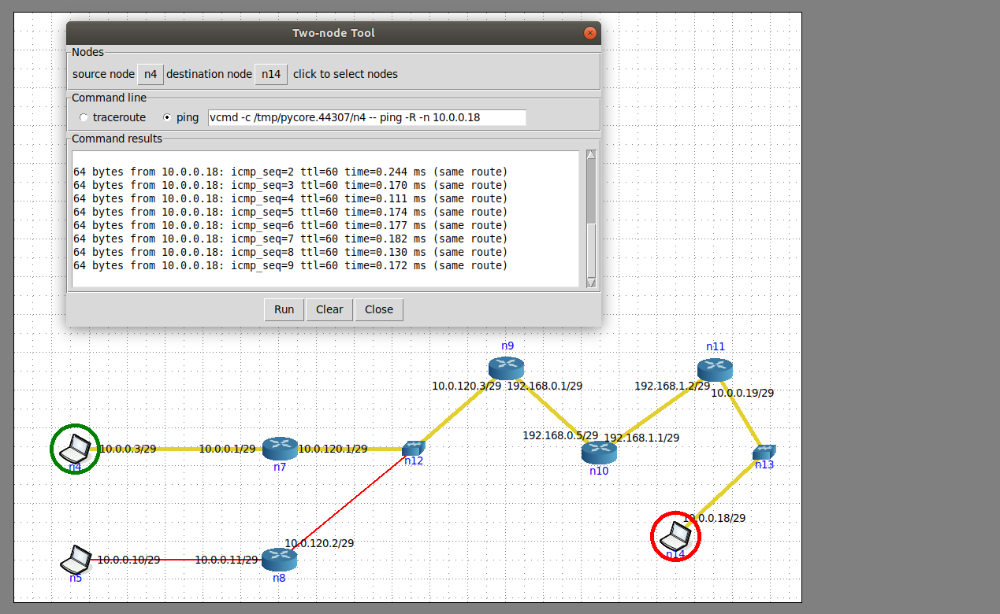 Two-node Tool
Nodes
source node n4 destination node n14 click to select nodes
Command line
traceroute ping vcmd -c /tmp/pycore.44307/n4 -- ping -R -n 10.0.0.18
Command results
64 bytes from 10.0.0.18: icmp_seq=2 ttl=60 time=0.244 ms (same route)
64 bytes from 10.0.0.18: icmp_seq=3 ttl=60 time=0.170 ms (same route)
64 bytes from 10.0.0.18: icmp_seq=4 ttl=60 time=0.111 ms (same route)
64 bytes from 10.0.0.18: icmp_seq=5 ttl=60 time=0.174 ms (same route)
64 bytes from 10.0.0.18: icmp_seq=6 ttl=60 time=0.177 ms (same route)
64 bytes from 10.0.0.18: icmp_seq=7 ttl=60 time=0.182 ms (same route)
64 bytes from 10.0.0.18: icmp_seq=8 ttl=60 time=0.130 ms (same route)
64 bytes from 10.0.0.18: icmp_seq=9 ttl=60 time=0.172 ms (same route)
Run Clear Close
n9
n11
10.0.120.3/29 192.168.0.1/29
192.168.1.2/29
10.0.0.19/29
192.168.0.5/29
192.168.1.1/29
10.0.0.3/29
10.0.0.1/29
10.0.120.1/29
n4
n7
n12
n10
n13
10.0.0.18/29
10.0.120.2/29
n14
10.0.0.10/29
10.0.0.11/29
n5
n8